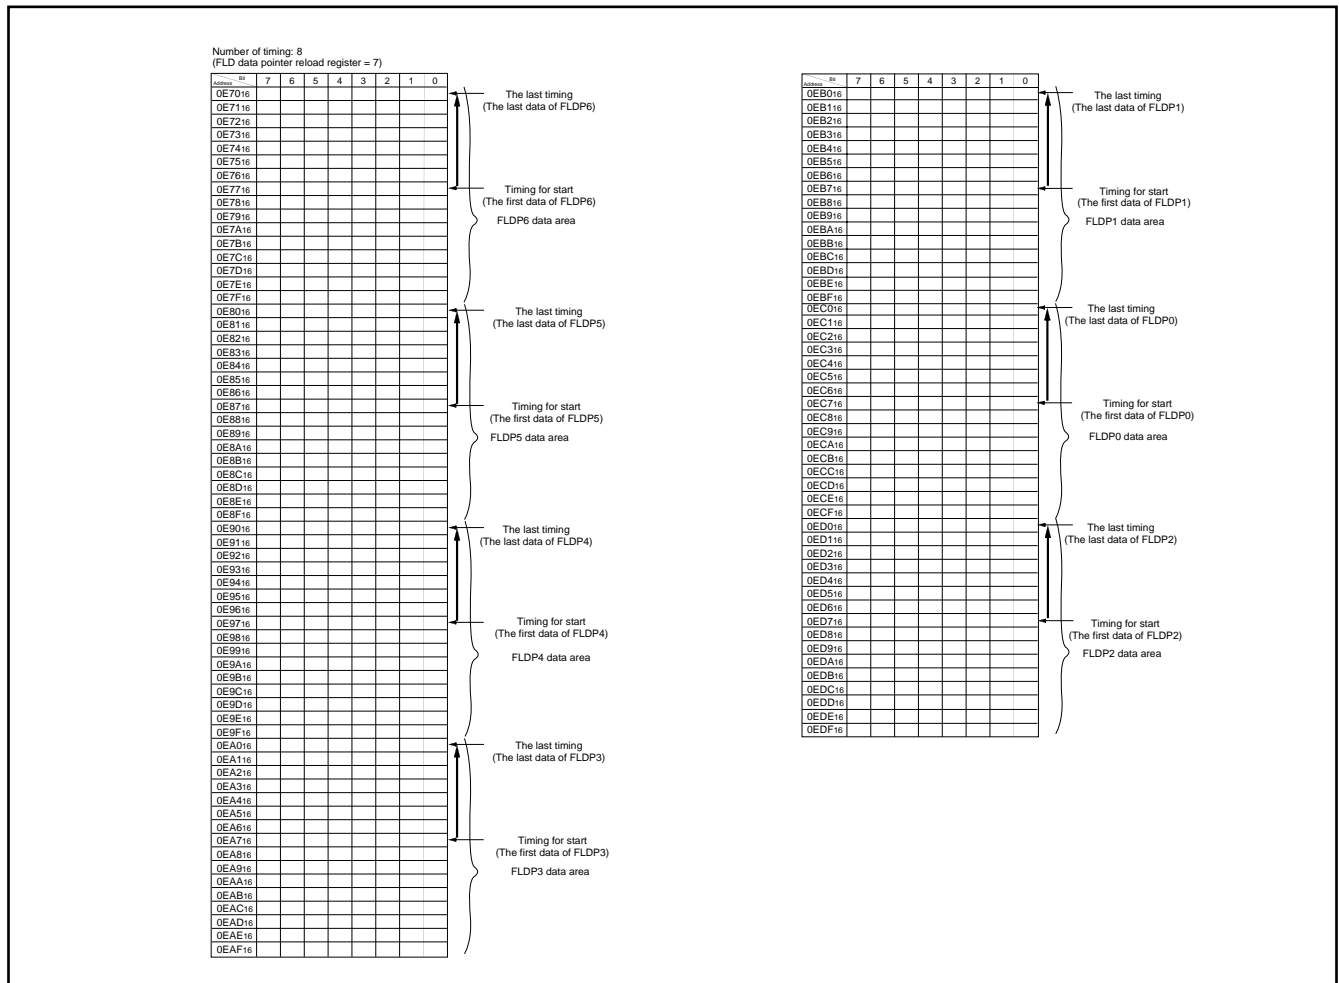 Number of timing: 8
(FLD data pointer reload register = 7)
Bit
Address
7 6 5 4 3 2 1 0
0E7016
0E7116
0E7216
0E7316
0E7416
0E7516
0E7616
0E7716
0E7816
0E7916
0E7A16
0E7B16
0E7C16
0E7D16
0E7E16
0E7F16
0E8016
0E8116
0E8216
0E8316
0E8416
0E8516
0E8616
0E8716
0E8816
0E8916
0E8A16
0E8B16
0E8C16
0E8D16
0E8E16
0E8F16
0E9016
0E9116
0E9216
0E9316
0E9416
0E9516
0E9616
0E9716
0E9816
0E9916
0E9A16
0E9B16
0E9C16
0E9D16
0E9E16
0E9F16
0EA016
0EA116
0EA216
0EA316
0EA416
0EA516
0EA616
0EA716
0EA816
0EA916
0EAA16
0EAB16
0EAC16
0EAD16
0EAE16
0EAF16
The last timing
(The last data of FLDP6)
Timing for start
(The first data of FLDP6)
FLDP6 data area
The last timing
(The last data of FLDP5)
Timing for start
(The first data of FLDP5)
FLDP5 data area
The last timing
(The last data of FLDP4)
Timing for start
(The first data of FLDP4)
FLDP4 data area
The last timing
(The last data of FLDP3)
Timing for start
(The first data of FLDP3)
FLDP3 data area
Bit
Address
7 6 5 4 3 2 1 0
0EB016
0EB116
0EB216
0EB316
0EB416
0EB516
0EB616
0EB716
0EB816
0EB916
0EBA16
0EBB16
0EBC16
0EBD16
0EBE16
0EBF16
0EC016
0EC116
0EC216
0EC316
0EC416
0EC516
0EC616
0EC716
0EC816
0EC916
0ECA16
0ECB16
0ECC16
0ECD16
0ECE16
0ECF16
0ED016
0ED116
0ED216
0ED316
0ED416
0ED516
0ED616
0ED716
0ED816
0ED916
0EDA16
0EDB16
0EDC16
0EDD16
0EDE16
0EDF16
The last timing
(The last data of FLDP1)
Timing for start
(The first data of FLDP1)
FLDP1 data area
The last timing
(The last data of FLDP0)
Timing for start
(The first data of FLDP0)
FLDP0 data area
The last timing
(The last data of FLDP2)
Timing for start
(The first data of FLDP2)
FLDP2 data area